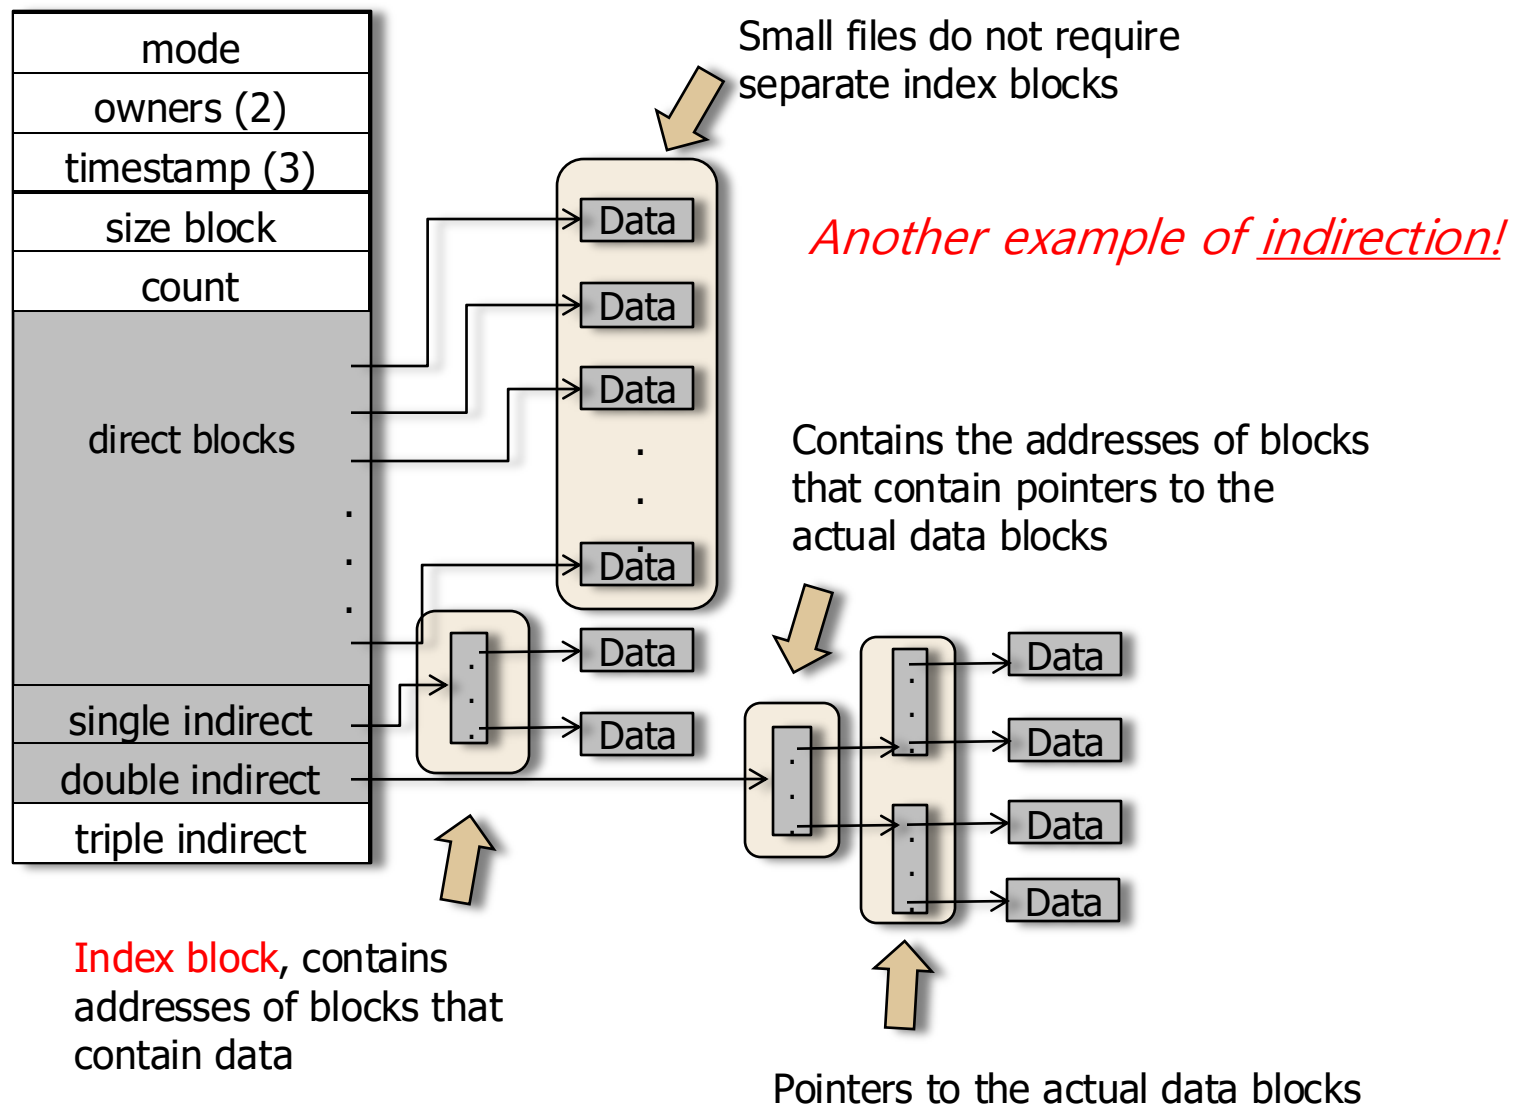 mode
owners (2)
timestamp (3)
size block
count
direct blocks
.
.
.
single indirect
double indirect
triple indirect
Small files do not require
separate index blocks
Data
Data
Data
.
.
.
Data
Another example of indirection!
Contains the addresses of blocks
that contain pointers to the
actual data blocks
.
.
.
Data
Data
.
.
.
.
.
.
Data
Data
.
.
.
Data
Data
Index block, contains
addresses of blocks that
contain data
Pointers to the actual data blocks